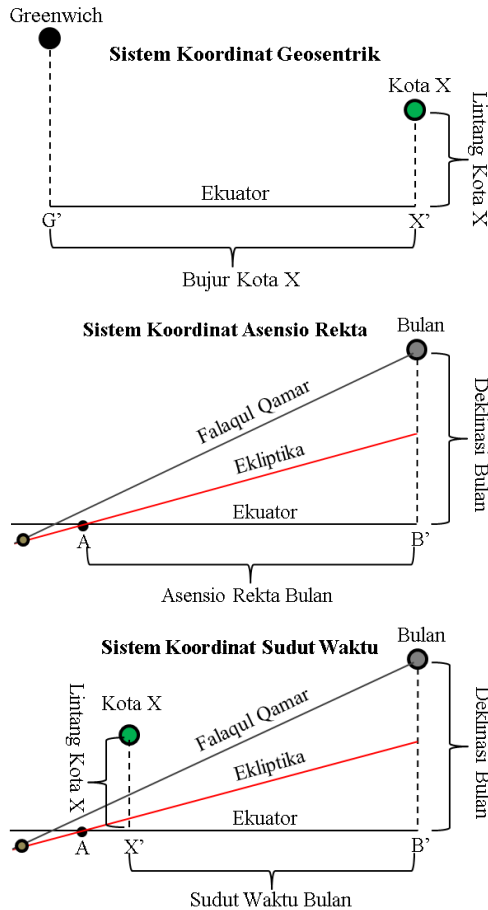 Greenwich
Sistem Koordinat Geosentrik
Kota X
Lintang Kota X
Ekuator
G’
X’
Bujur Kota X
Sistem Koordinat Asensio Rekta
Bulan
Falaqul Qamar
Deklinasi Bulan
Ekliptika
Ekuator
A
B’
Asensio Rekta Bulan
Sistem Koordinat Sudut Waktu
Bulan
Lintang Kota X
Kota X
Falaqul Qamar
Deklinasi Bulan
Ekliptika
Ekuator
A
X’
B’
Sudut Waktu Bulan